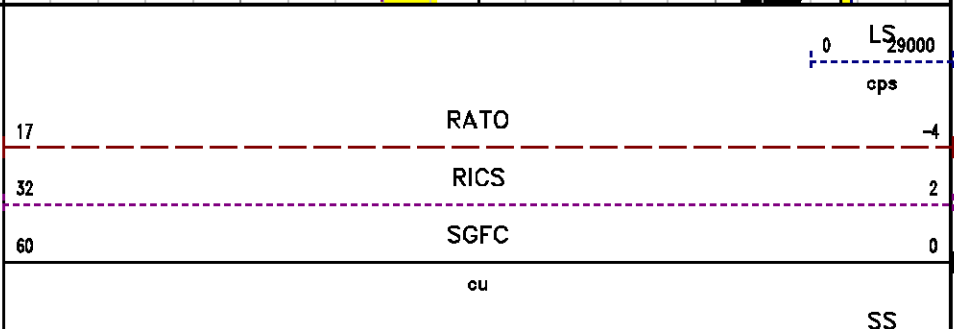 LS
0 29000
cps
RATO
17 -4
RICS
32 2
SGFC
60 0
cu
SS